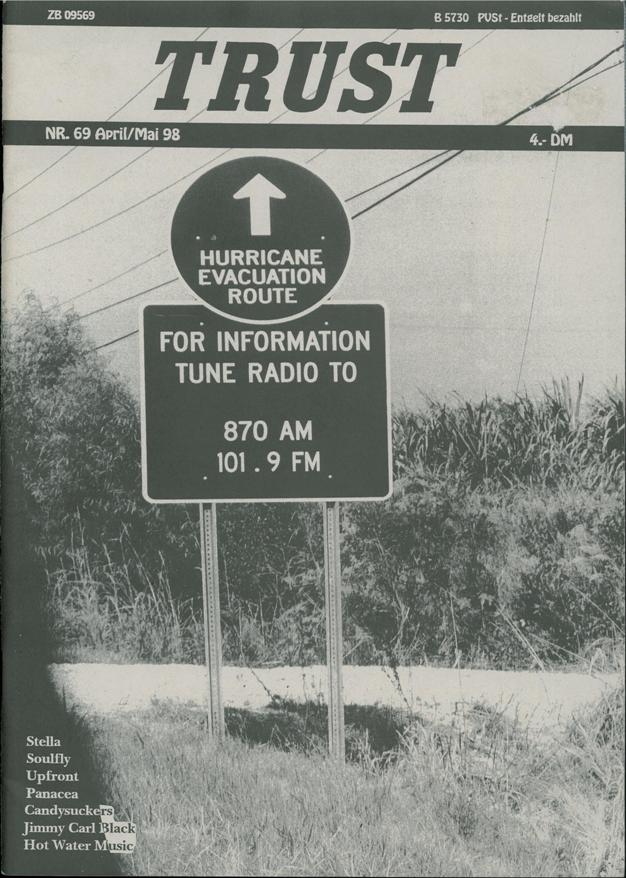 ZB 09569
B 5730 PVSt - Entgelt bezahlt
TRUST
NR. 69 April/Mai 98
4.- DM
HURRICANE
EVACUATION
ROUTE
FOR INFORMATION
TUNE RADIO TO
870 AM
101.9 FM
Stella
Soulfly
Upfront
Panacea
Candysuckers
Jimmy Carl Black
Hot Water Music